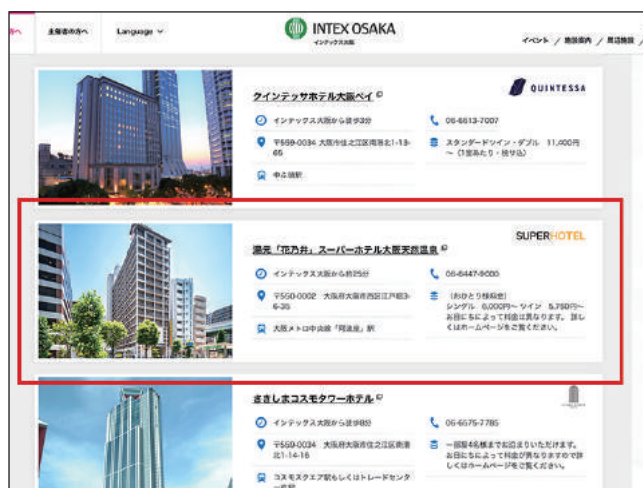 方へ 主催者の方へ Language
INTEX OSAKA
インテックス大阪
イベント / 施設案内 / 周辺施設 /
クインテッサホテル大阪ベイ
QUINTESSA
インテックス大阪から徒歩3分
06-6613-7007
〒559-0034 大阪市住之江区南港北1-13-
65
スタンダードツイン・ダブル 11,400円
~(1室あたり・税サ込)
中ふ頭駅
湯元「花乃井」スーパーホテル大阪天然温泉
SUPERHOTEL
インテックス大阪から約25分
06-6447-9000
〒550-0002 大阪府大阪市西区江戸堀3-
6-35
(おひとり様料金)
シングル 6,000円~ ツイン 5,750円~
お日にちによって料金は異なります。 詳し
くはホームページをご覧ください。
大阪メトロ中央線「阿波座」駅
さきしまコスモタワーホテル
インテックス大阪から徒歩8分
06-6575-7785
〒559-0034 大阪府大阪市住之江区南港
北1-14-16
一部屋4名様までお泊まりいただけます。
お日にちによって料金が異なりますので詳
しくはホームページをご覧ください。
コスモスクエア駅もしくはトレードセンタ